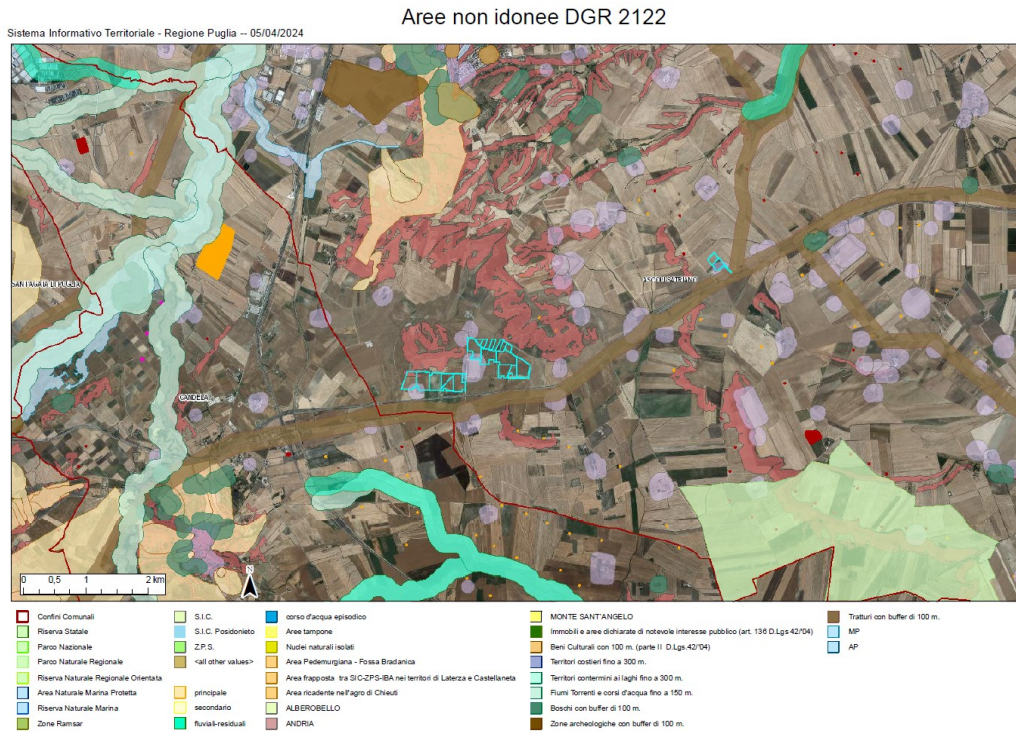 Aree non idonee DGR 2122
Sistema Informativo Territoriale - Regione Puglia -- 05/04/2024
SANT'AGATA DI PUGLIA
ASCOLI SATRIANO
CANDELA
0 0,5 1 2 km
N
Confini Comunali
Riserva Statale
Parco Nazionale
Parco Naturale Regionale
Riserva Naturale Regionale Orientata
Area Naturale Marina Protetta
Riserva Naturale Marina
Zone Ramsar
S.I.C.
S.I.C. Posidonieto
Z.P.S.
<all other values>
principale
secondario
fluviali-residuali
corso d'acqua episodico
Aree tampone
Nuclei naturali isolati
Area Pedemurgiana - Fossa Bradanica
Area frapposta tra SIC-ZPS-IBA nei territori di Laterza e Castellaneta
Area ricadente nell'agro di Chieuti
ALBEROBELLO
ANDRIA
MONTE SANT'ANGELO
Immobili e aree dichiarate di notevole interesse pubblico (art. 136 D.Lgs 42/'04)
Beni Culturali con 100 m. (parte II D.Lgs.42/'04)
Territori costieri fino a 300 m.
Territori contermini ai laghi fino a 300 m.
Fiumi Torrenti e corsi d'acqua fino a 150 m.
Boschi con buffer di 100 m.
Zone archeologiche con buffer di 100 m.
Tratturi con buffer di 100 m.
MP
AP